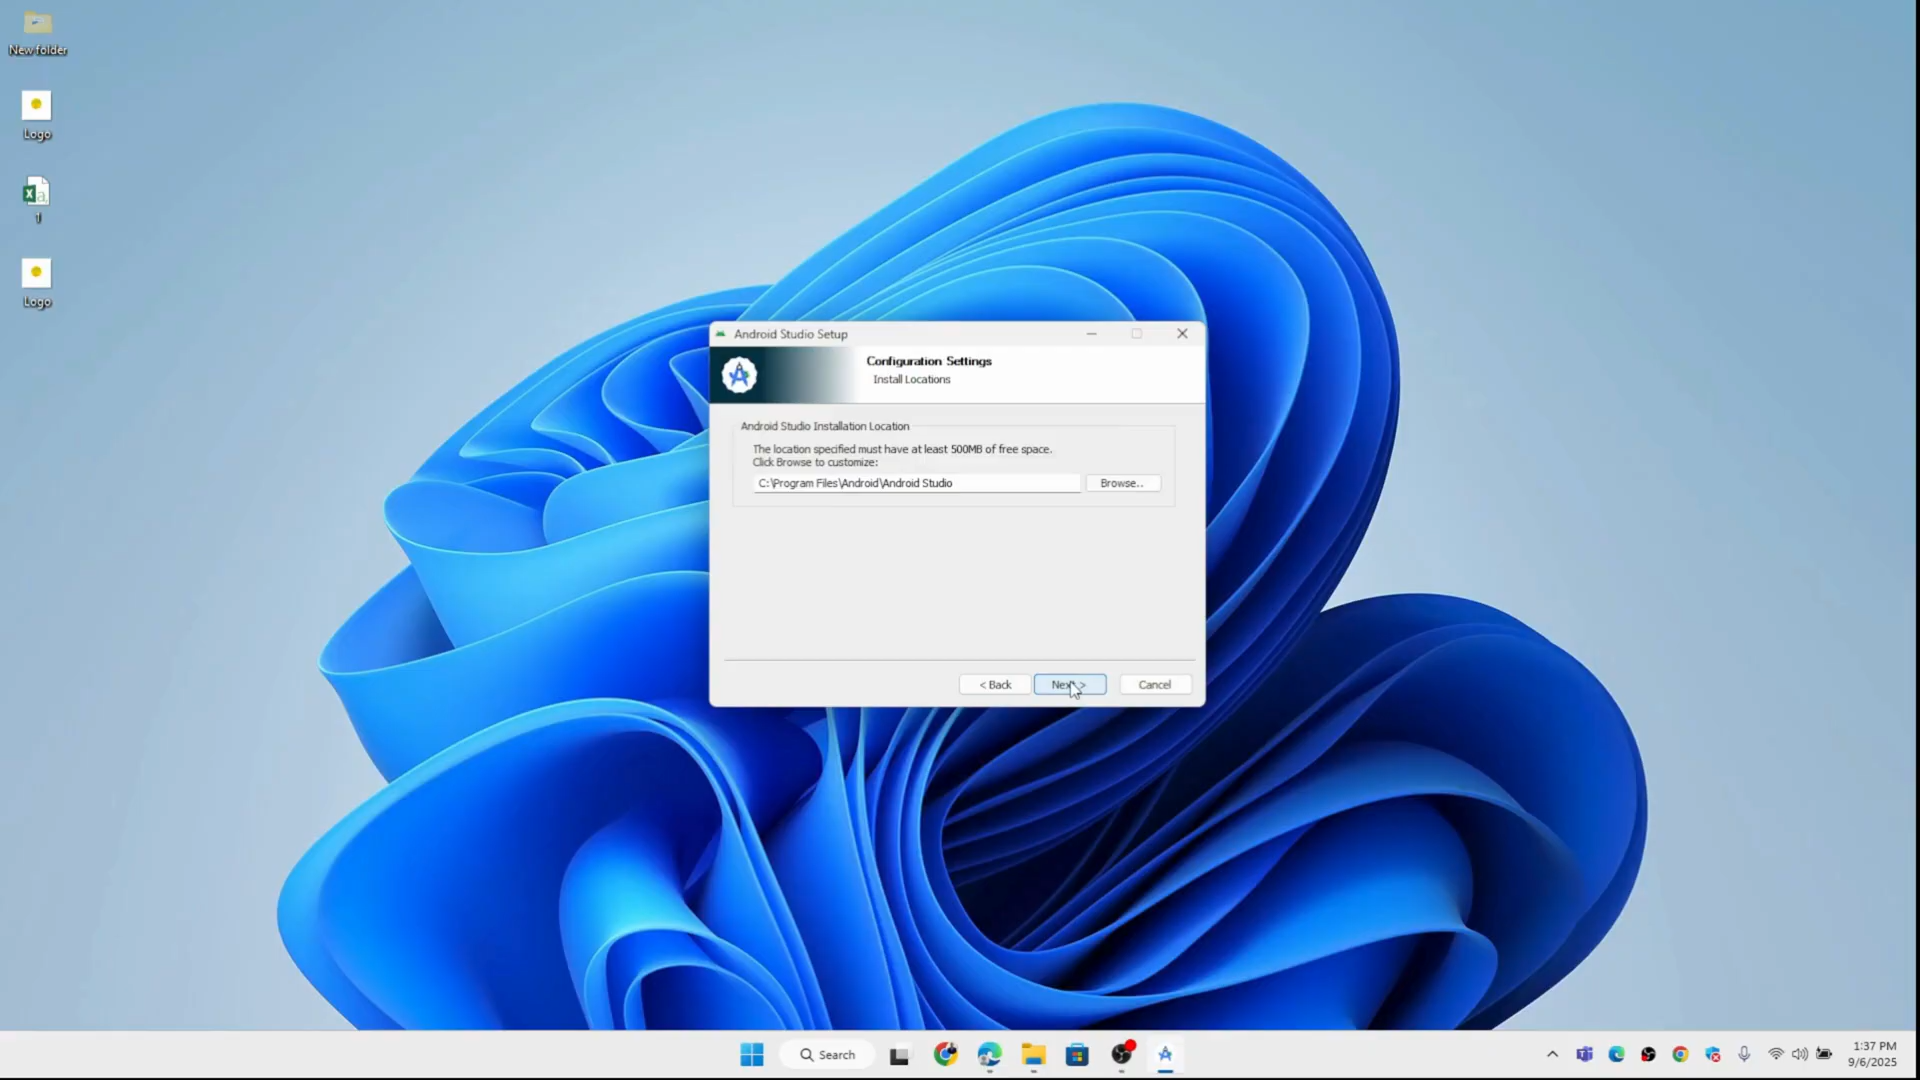 New folder
Logo
1
Logo
Android Studio Setup
Configuration Settings
Install Locations
Android Studio Installation Location
The location specified must have at least 500MB of free space.
Click Browse to customize:
C:\Program Files\Android\Android Studio
Browse..
< Back
Next >
Cancel
Search
1:37 PM
9/6/2025